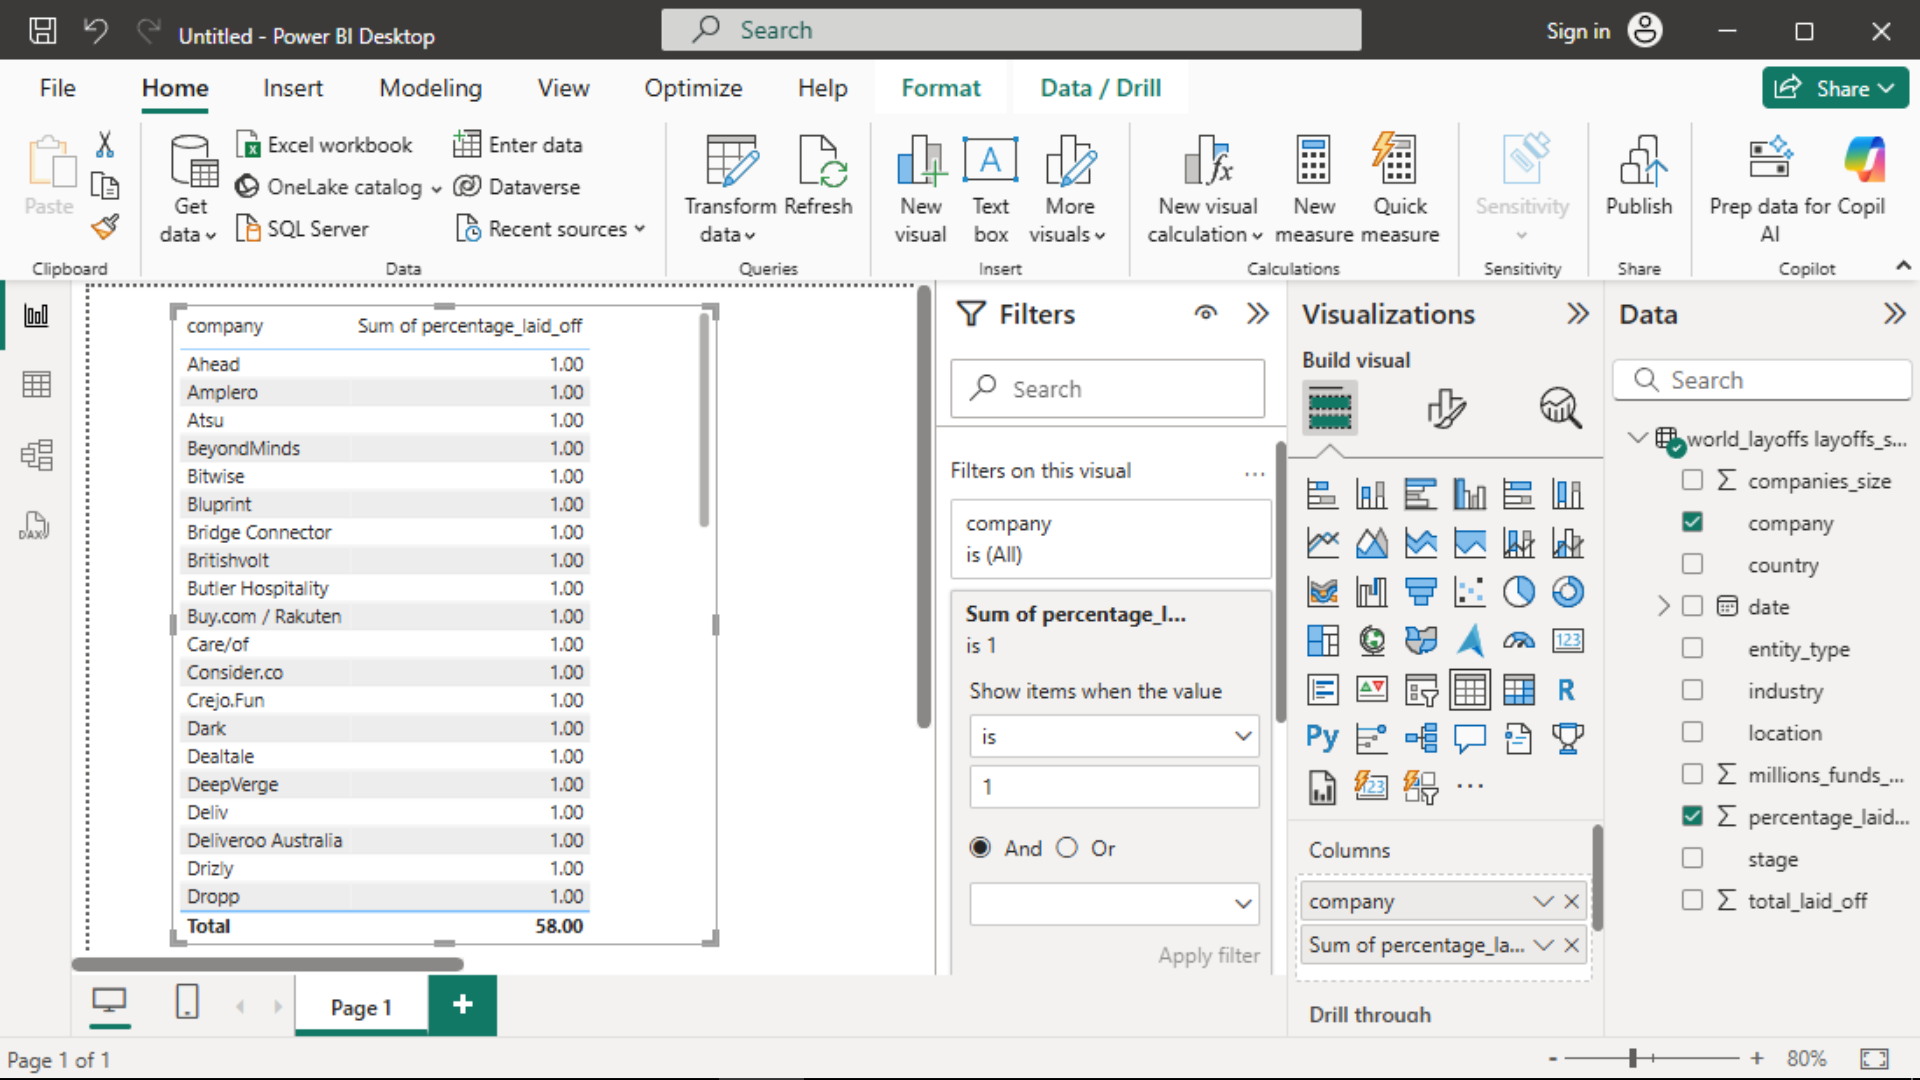 Untitled - Power BI Desktop
Search
Sign in
File
Home
Insert
Modeling
View
Optimize
Help
Format
Data / Drill
Share
Paste
Clipboard
Get data
Excel workbook
OneLake catalog
SQL Server
Enter data
Dataverse
Recent sources
Data
Transform data
Refresh
Queries
New visual
Text box
More visuals
Insert
New visual calculation
New measure
Quick measure
Calculations
Sensitivity
Sensitivity
Publish
Share
Prep data for AI
Copil
Copilot
DAX
company Sum of percentage_laid_off
Ahead 1.00
Amplero 1.00
Atsu 1.00
BeyondMinds 1.00
Bitwise 1.00
Bluprint 1.00
Bridge Connector 1.00
Britishvolt 1.00
Butler Hospitality 1.00
Buy.com / Rakuten 1.00
Care/of 1.00
Consider.co 1.00
Crejo.Fun 1.00
Dark 1.00
Dealtale 1.00
DeepVerge 1.00
Deliv 1.00
Deliveroo Australia 1.00
Drizly 1.00
Dropp 1.00
Total 58.00
Filters
Search
Filters on this visual
...
company
is (All)
Sum of percentage_l...
is 1
Show items when the value
is
1
And
Or
Apply filter
Visualizations
Build visual
123
R
Py
123
...
Columns
company
Sum of percentage_la...
Drill through
Data
Search
world_layoffs layoffs_s...
Σ companies_size
company
country
date
entity_type
industry
location
Σ millions_funds_...
Σ percentage_laid...
stage
Σ total_laid_off
Page 1
+
Page 1 of 1
- + 80%